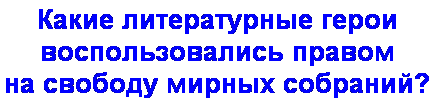 Какие литературные герои
воспользовались правом
на свободу мирных собраний?